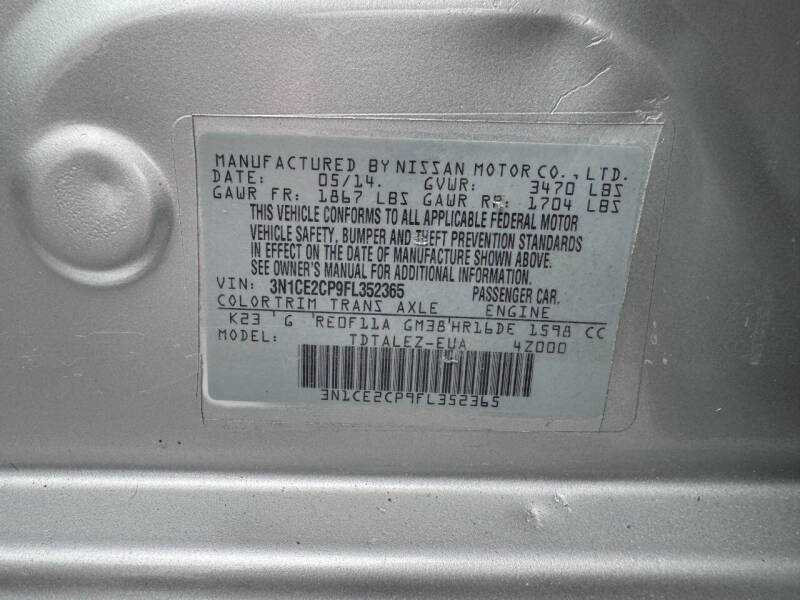 MANUFACTURED BY NISSAN MOTOR CO., LTD.
DATE: 05/14. GVWR: 3470 LBS
GAWR FR: 1867 LBS GAWR RR: 1704 LBS
THIS VEHICLE CONFORMS TO ALL APPLICABLE FEDERAL MOTOR
VEHICLE SAFETY, BUMPER AND THEFT PREVENTION STANDARDS
IN EFFECT ON THE DATE OF MANUFACTURE SHOWN ABOVE.
SEE OWNER'S MANUAL FOR ADDITIONAL INFORMATION.
VIN: 3N1CE2CP9FL352365 PASSENGER CAR.
COLOR TRIM TRANS AXLE ENGINE
K23 ' G 'RE0F11A GM38'HR16DE 1598 CC
MODEL: TDTALEZ-EUA 4Z000
3N1CE2CP9FL352365